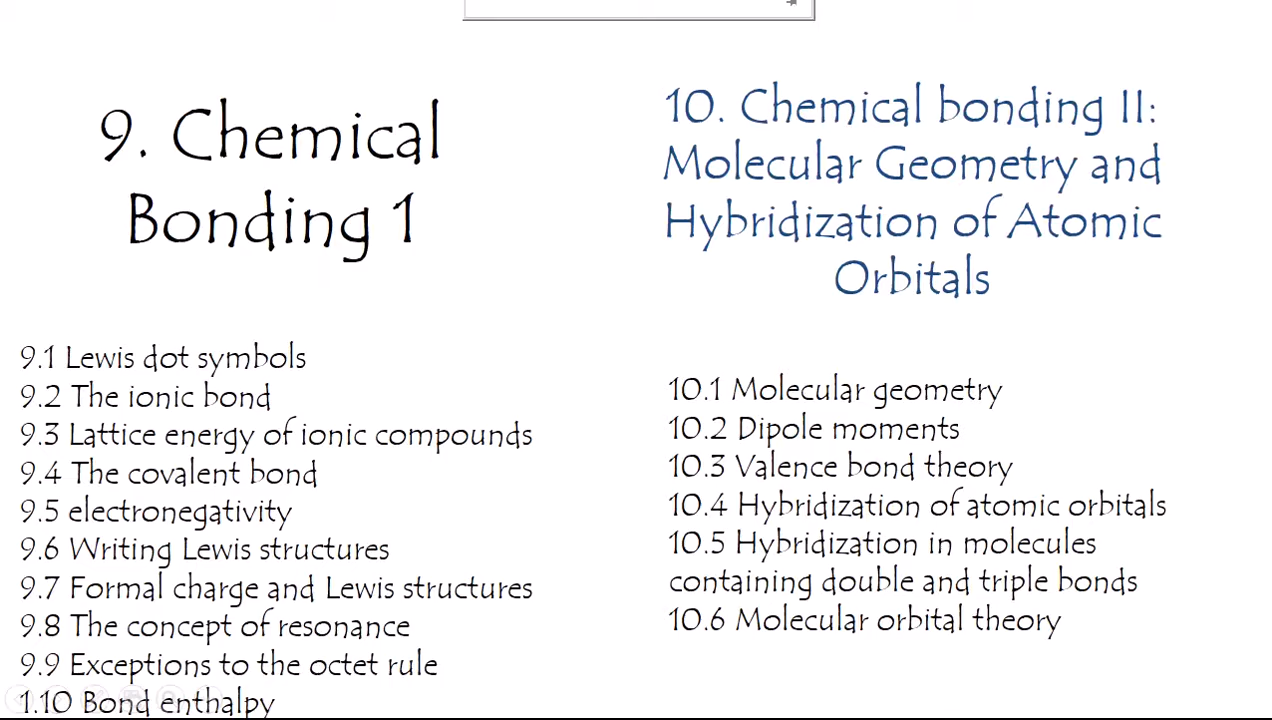 9. Chemical
Bonding 1
9.1 Lewis dot symbols
9.2 The ionic bond
9.3 Lattice energy of ionic compounds
9.4 The covalent bond
9.5 electronegativity
9.6 Writing Lewis structures
9.7 Formal charge and Lewis structures
9.8 The concept of resonance
9.9 Exceptions to the octet rule
1.10 Bond enthalpy
10. Chemical bonding II:
Molecular Geometry and
Hybridization of Atomic
Orbitals
10.1 Molecular geometry
10.2 Dipole moments
10.3 Valence bond theory
10.4 Hybridization of atomic orbitals
10.5 Hybridization in molecules
containing double and triple bonds
10.6 Molecular orbital theory